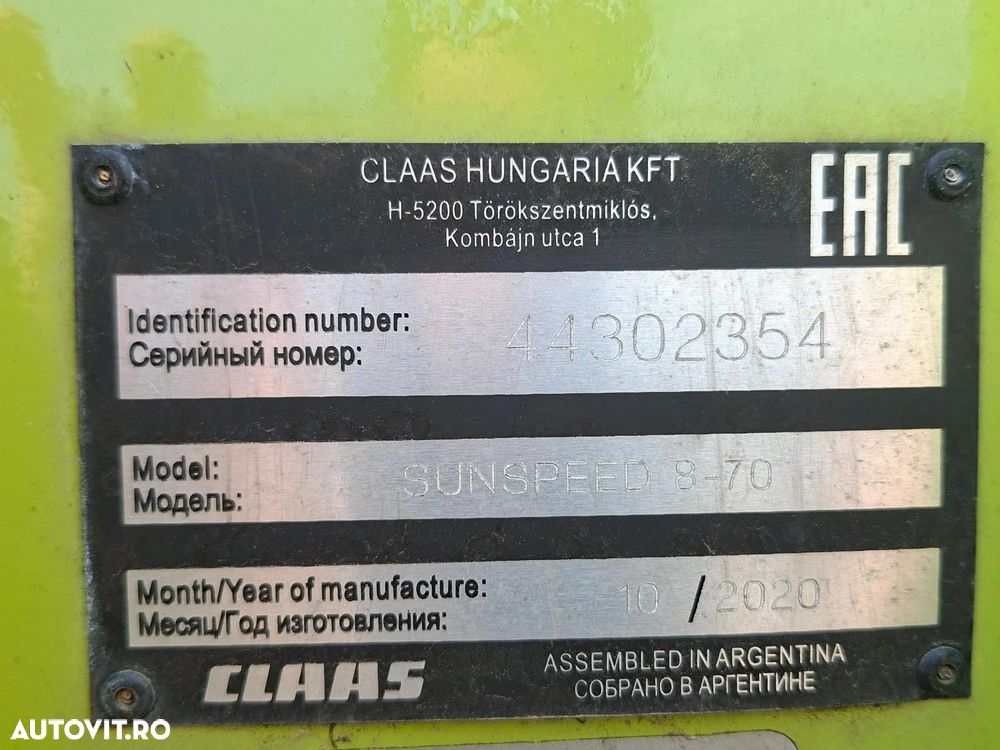 CLAAS HUNGARIA KFT
H-5200 Törökszentmiklós,
Kombájn utca 1
EAC
Identification number: 44302354
Серийный номер:
Model: SUNSPEED 8-70
Модель:
Month/Year of manufacture: 10 / 2020
Месяц/Год изготовления:
CLAAS
ASSEMBLED IN ARGENTINA
СОБРАНО В АРГЕНТИНЕ
AUTOVIT.RO